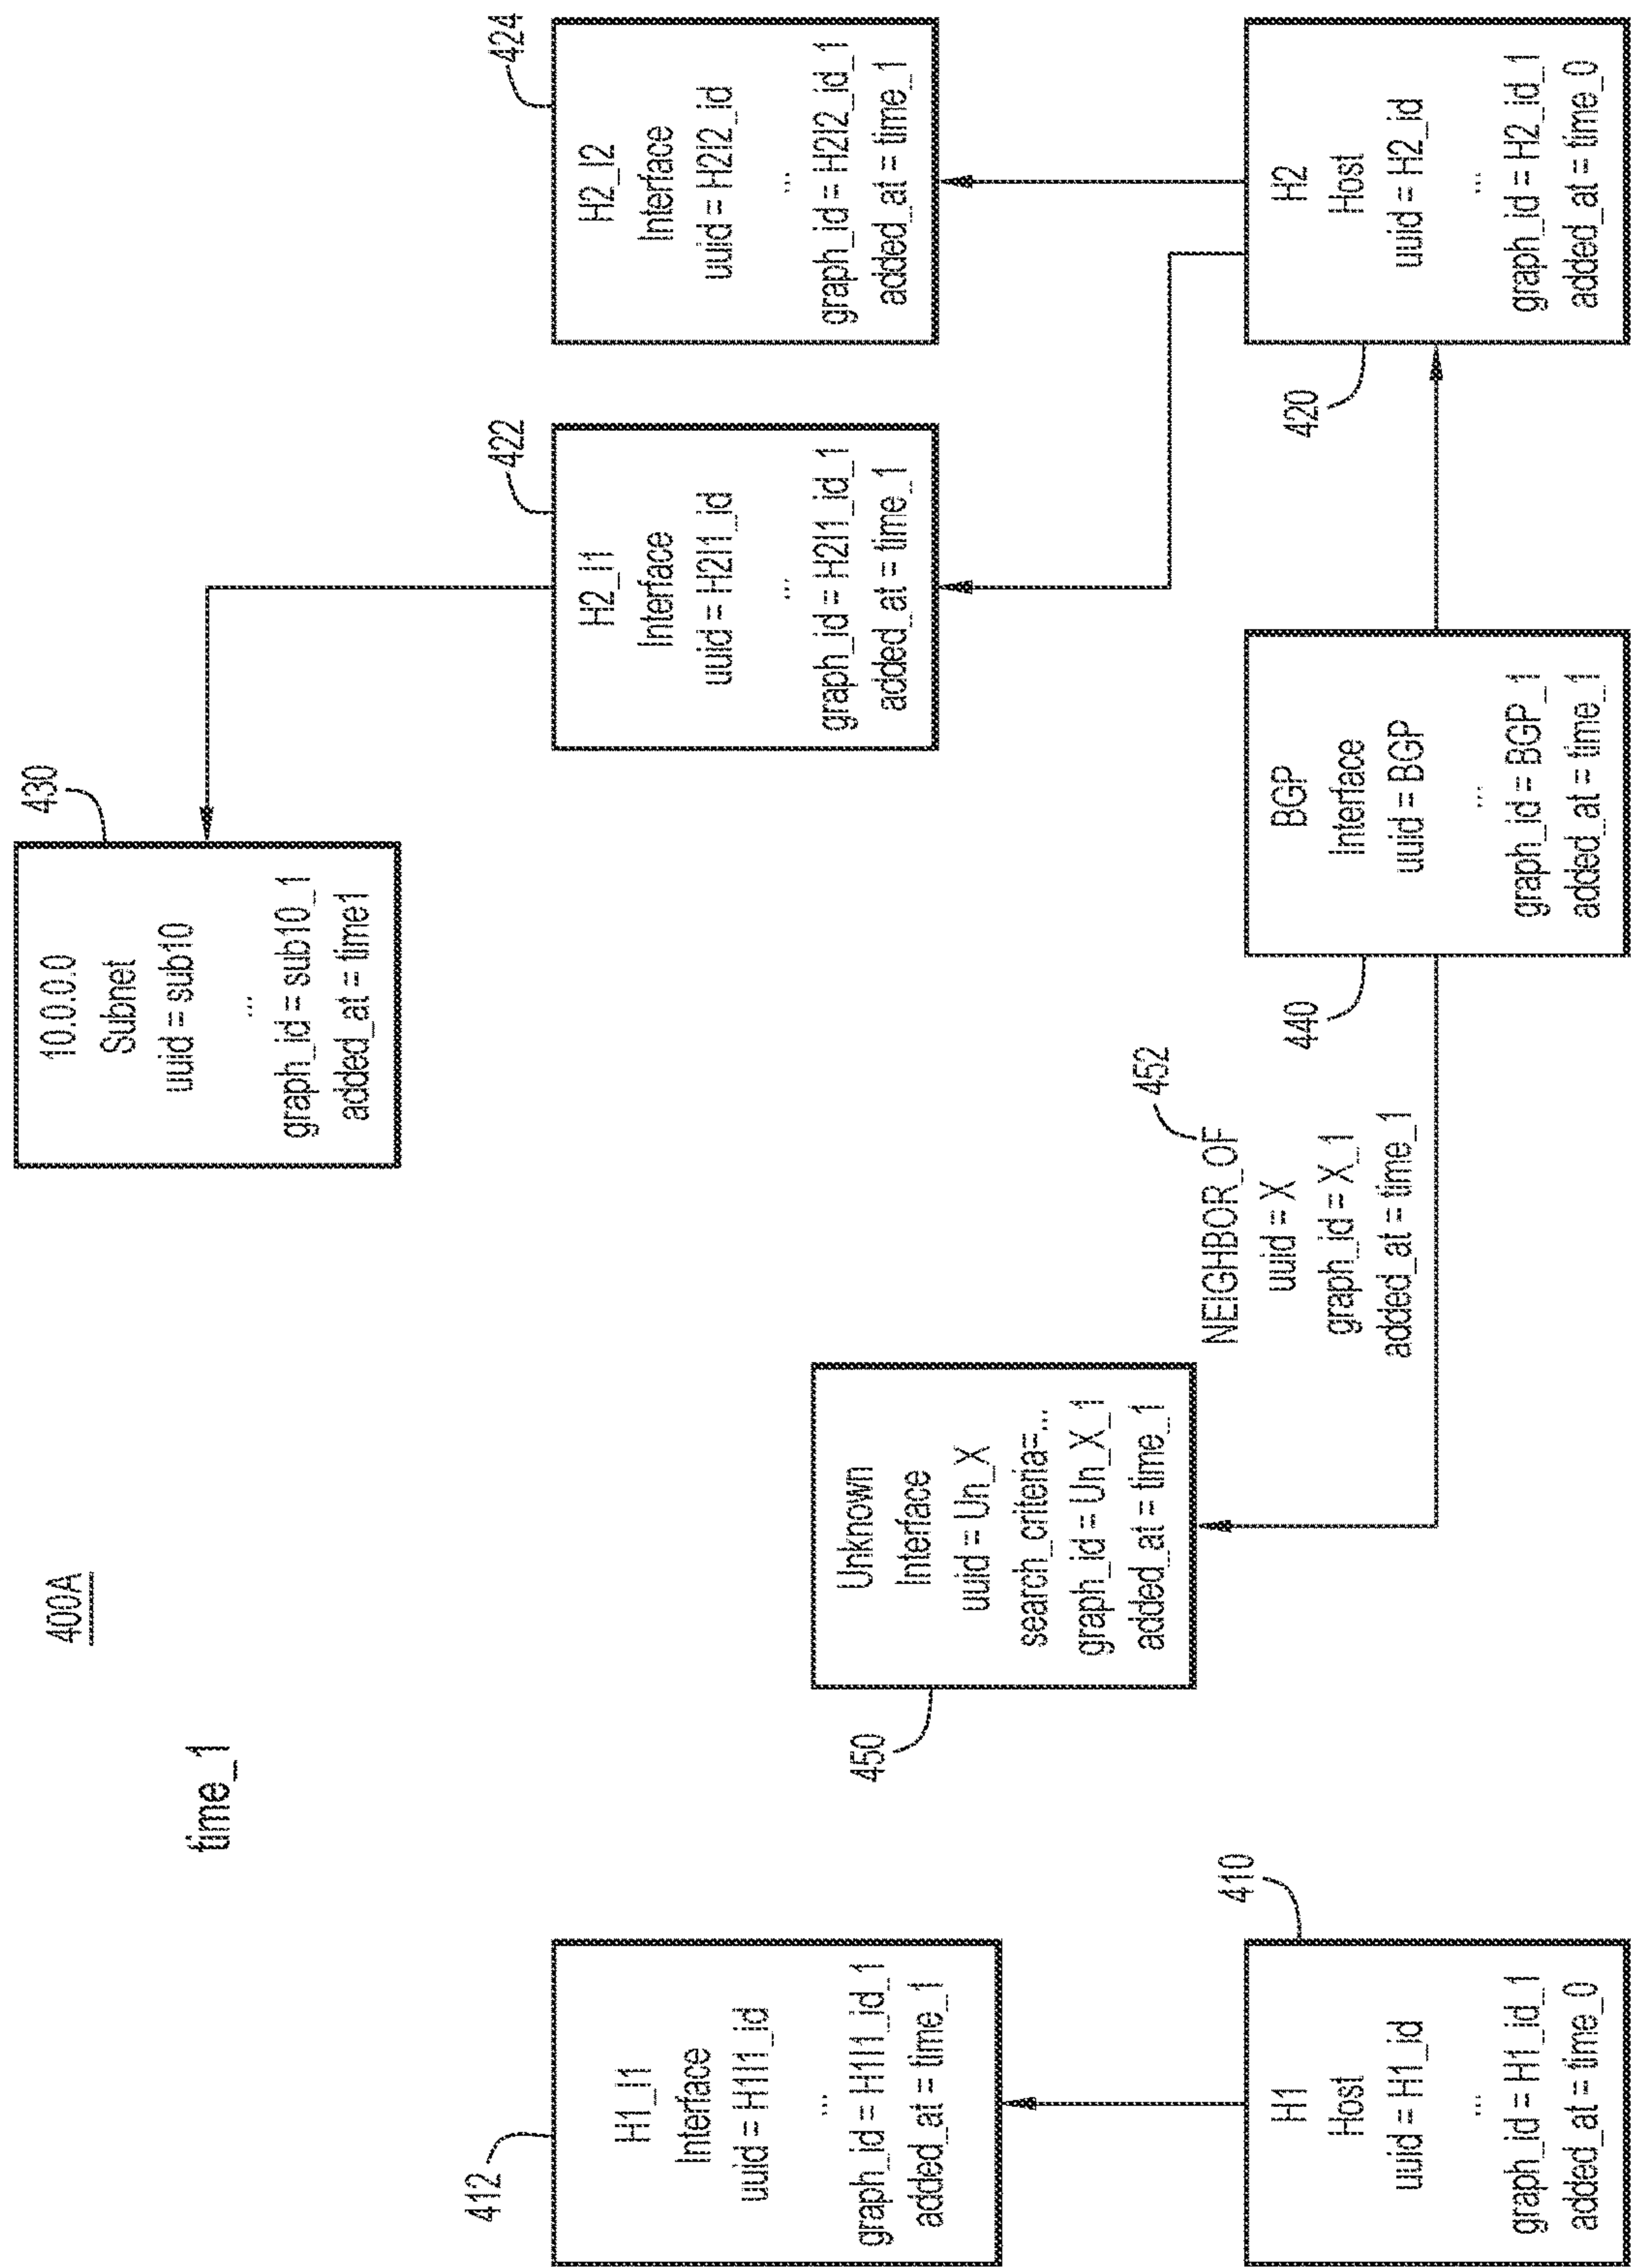 400A
time_1
430
10.0.0.0
Subnet
uuid = sub10
...
graph_id = sub10_1
added_at = time1
412
H1_I1
Interface
uuid = H1I1_id
...
graph_id = H1I1_id_1
added_at = time_1
422
H2_I1
Interface
uuid = H2I1_id
...
graph_id = H2I1_id_1
added_at = time_1
424
H2_I2
Interface
uuid = H2I2_id
...
graph_id = H2I2_id_1
added_at = time_1
450
Unknown
Interface
uuid = Un_X
search_criteria=...
graph_id = Un_X_1
added_at = time_1
452
NEIGHBOR_OF
uuid = X
graph_id = X_1
added_at = time_1
410
H1
Host
uuid = H1_id
...
graph_id = H1_id_1
added_at = time_0
440
BGP
Interface
uuid = BGP
...
graph_id = BGP_1
added_at = time_1
420
H2
Host
uuid = H2_id
...
graph_id = H2_id_1
added_at = time_0